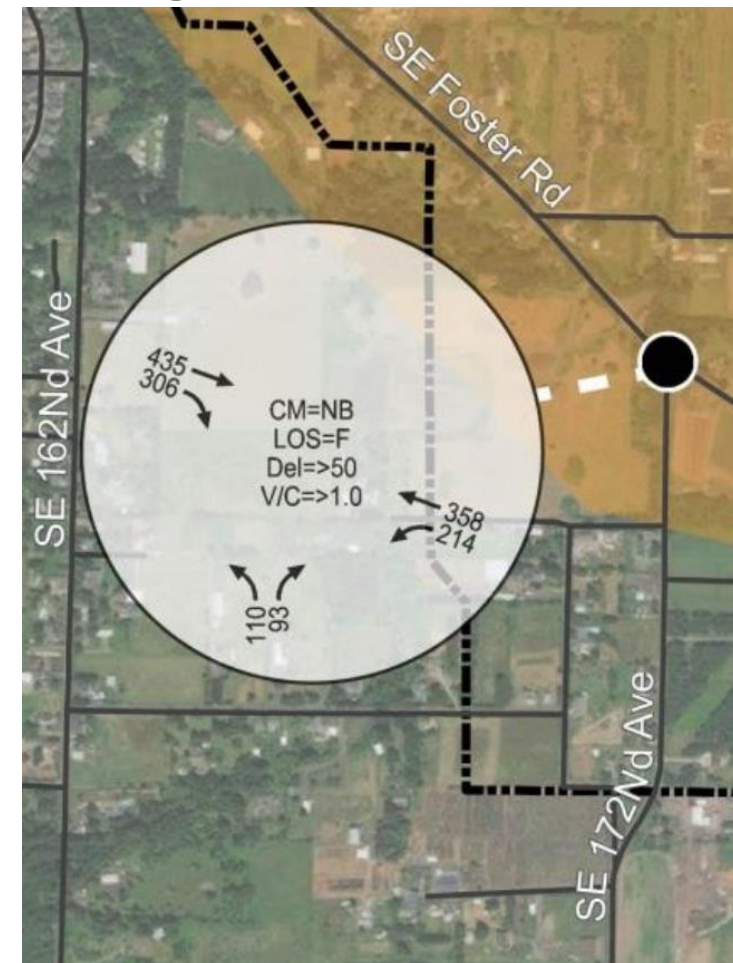 SE Foster Rd
SE 162Nd Ave
435
306
CM=NB
LOS=F
Del=>50
V/C=>1.0
358
214
110
93
SE 172Nd Ave